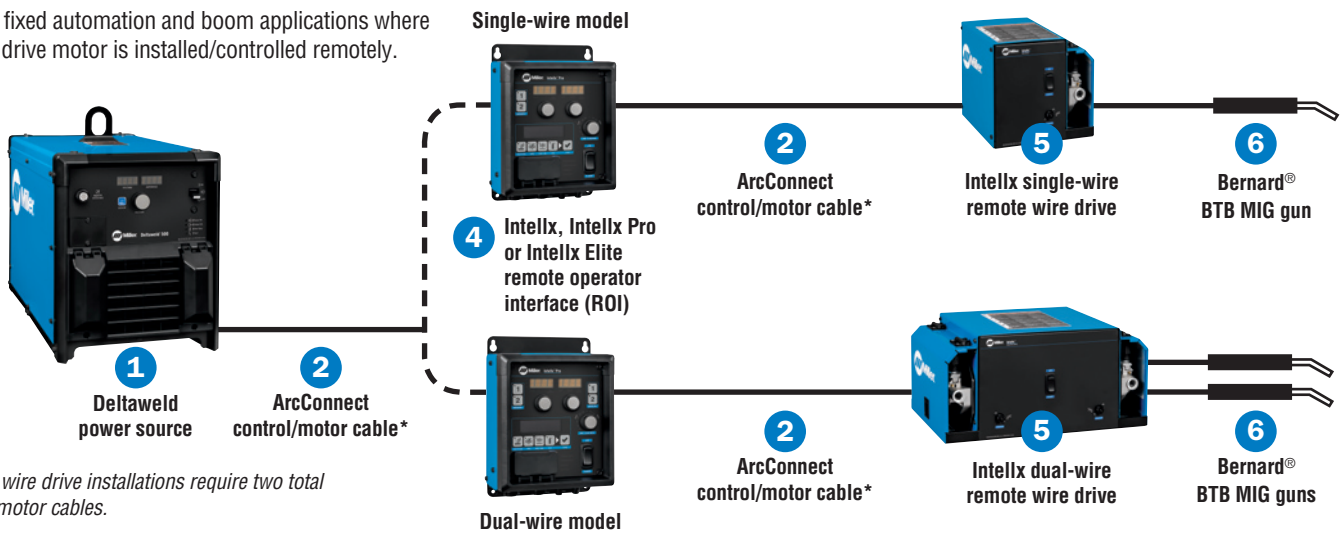 fixed automation and boom applications where
drive motor is installed/controlled remotely.
Single-wire model
Miller
Miller Deltaweld 500
1
Deltaweld
power source
2
ArcConnect
control/motor cable*
wire drive installations require two total
motor cables.
4
Intellx, Intellx Pro
or Intellx Elite
remote operator
interface (ROI)
Dual-wire model
2
ArcConnect
control/motor cable*
5
Intellx single-wire
remote wire drive
6
Bernard®
BTB MIG gun
2
ArcConnect
control/motor cable*
5
Intellx dual-wire
remote wire drive
6
Bernard®
BTB MIG guns